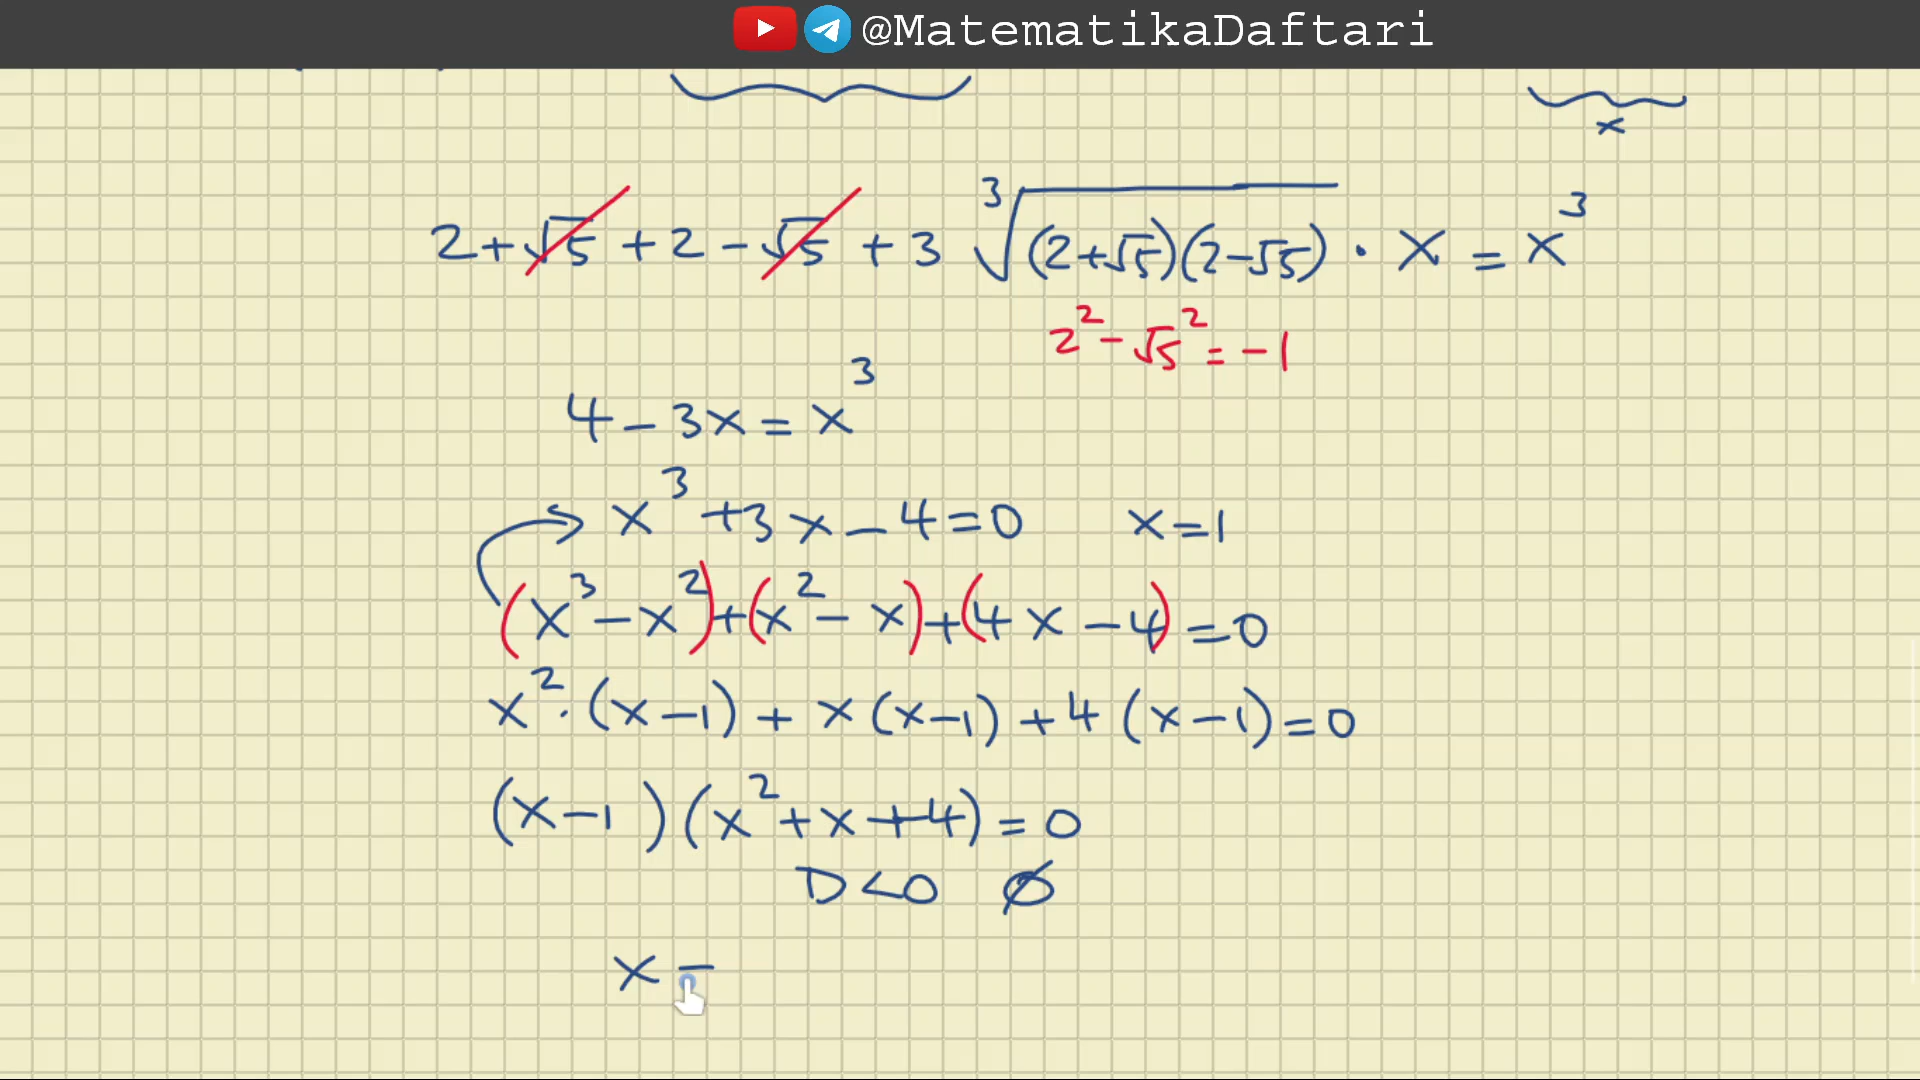 @MatematikaDaftari
x
2+√5 + 2 - √5 + 3 ∛(2+√5)(2-√5) · x = x³
2² - √5² = -1
4 - 3x = x³
x³ + 3x - 4 = 0 x = 1
(x³ - x²) + (x² - x) + (4x - 4) = 0
x² · (x - 1) + x (x - 1) + 4 (x - 1) = 0
(x - 1) (x² + x + 4) = 0
D < 0 ∅
x =